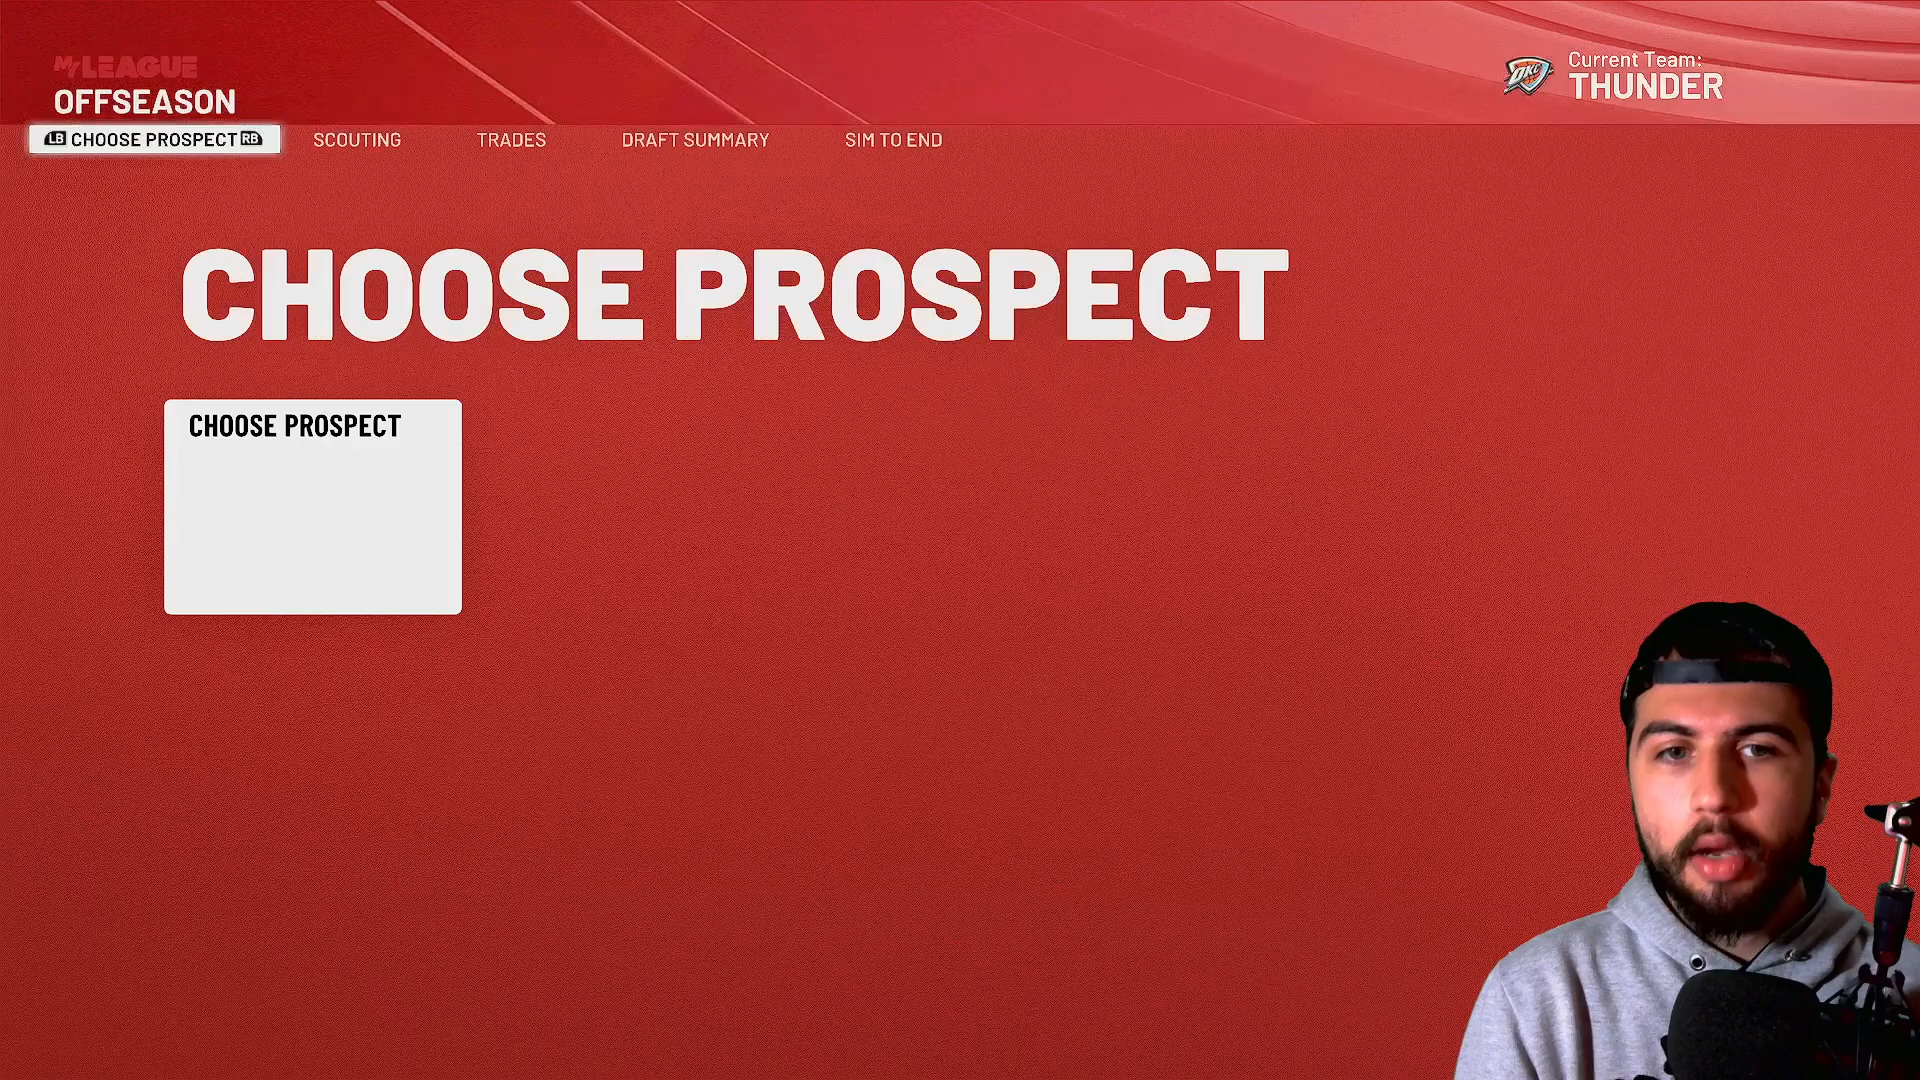 MyLEAGUE
OFFSEASON
OKC
Current Team:
THUNDER
LB CHOOSE PROSPECT RB
SCOUTING
TRADES
DRAFT SUMMARY
SIM TO END
CHOOSE PROSPECT
CHOOSE PROSPECT